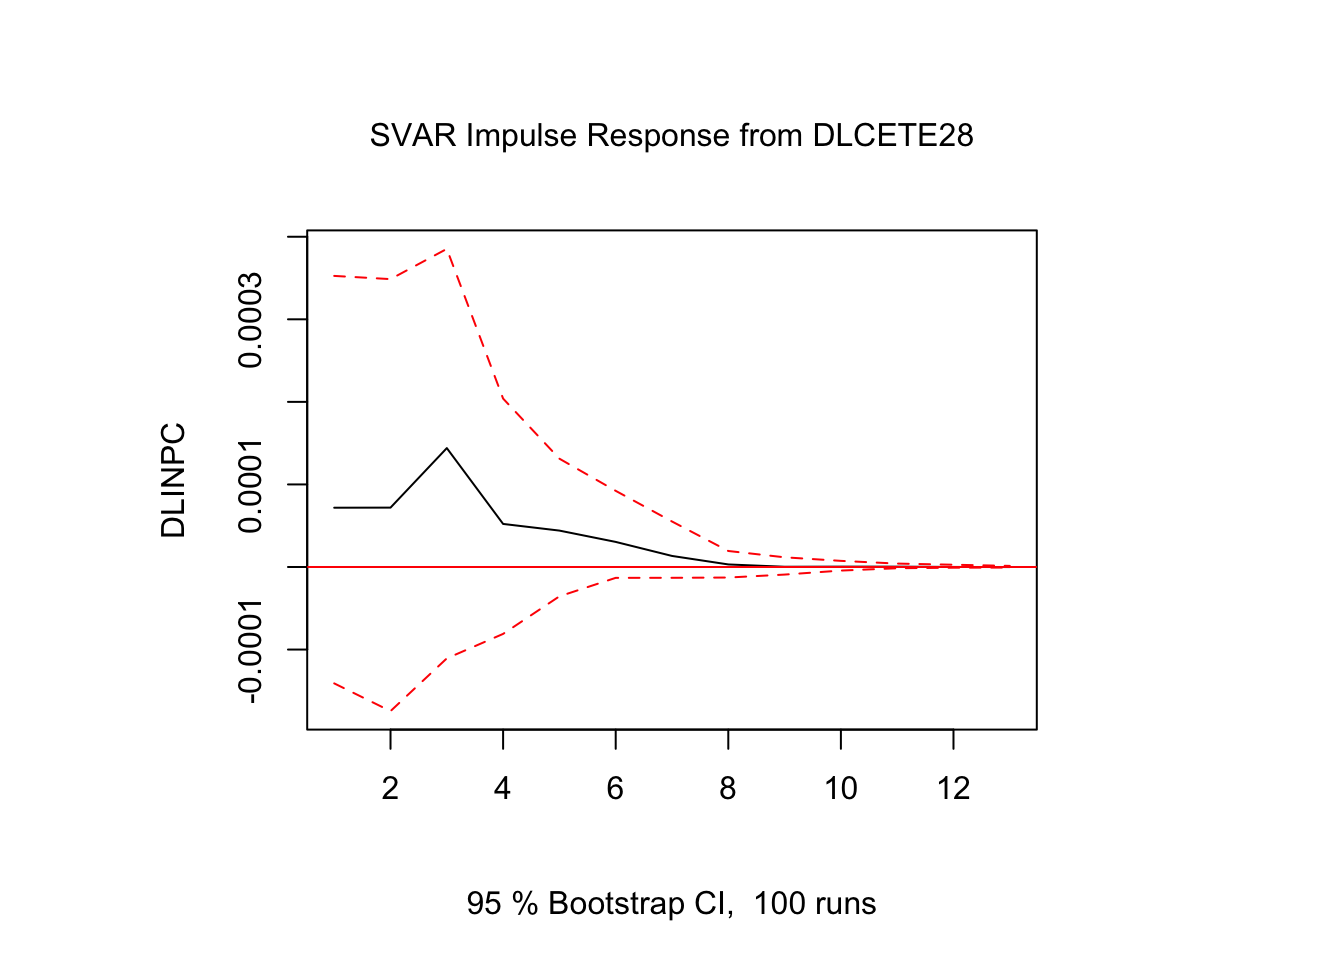 SVAR Impulse Response from DLCETE28
DLINPC
0.0003
0.0001
-0.0001
2 4 6 8 10 12
95 % Bootstrap CI,  100 runs